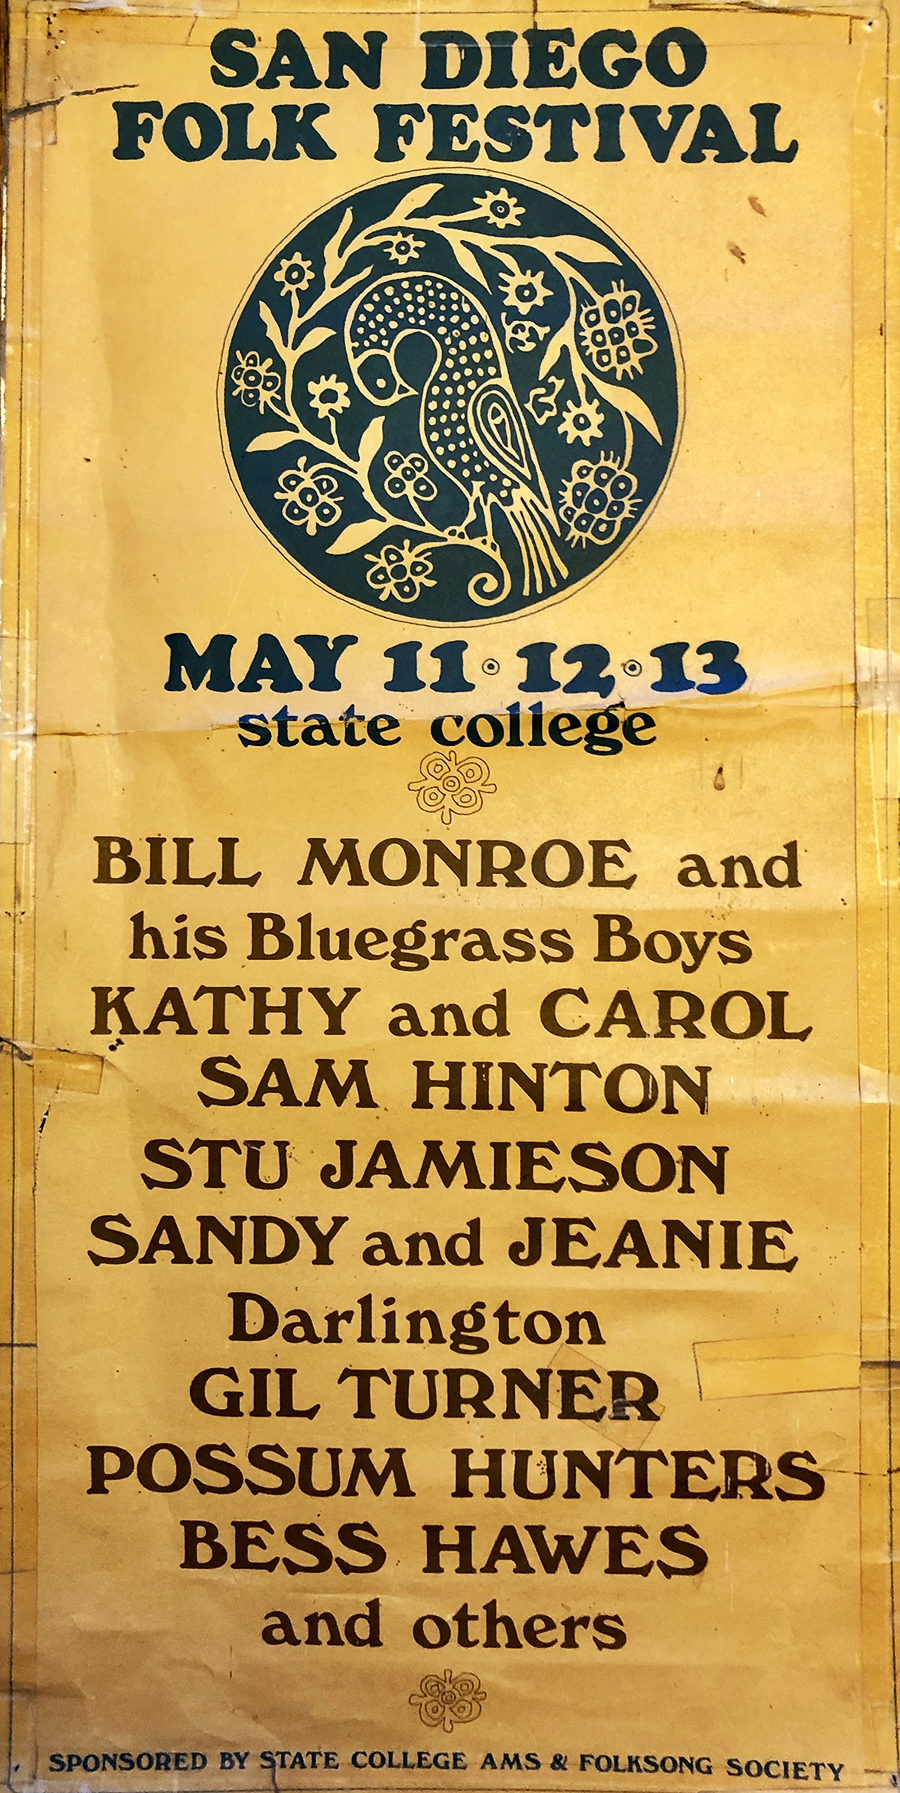 SAN DIEGO
FOLK FESTIVAL
MAY 11 • 12 • 13
state college
BILL MONROE and
his Bluegrass Boys
KATHY and CAROL
SAM HINTON
STU JAMIESON
SANDY and JEANIE
Darlington
GIL TURNER
POSSUM HUNTERS
BESS HAWES
and others
SPONSORED BY STATE COLLEGE AMS & FOLKSONG SOCIETY